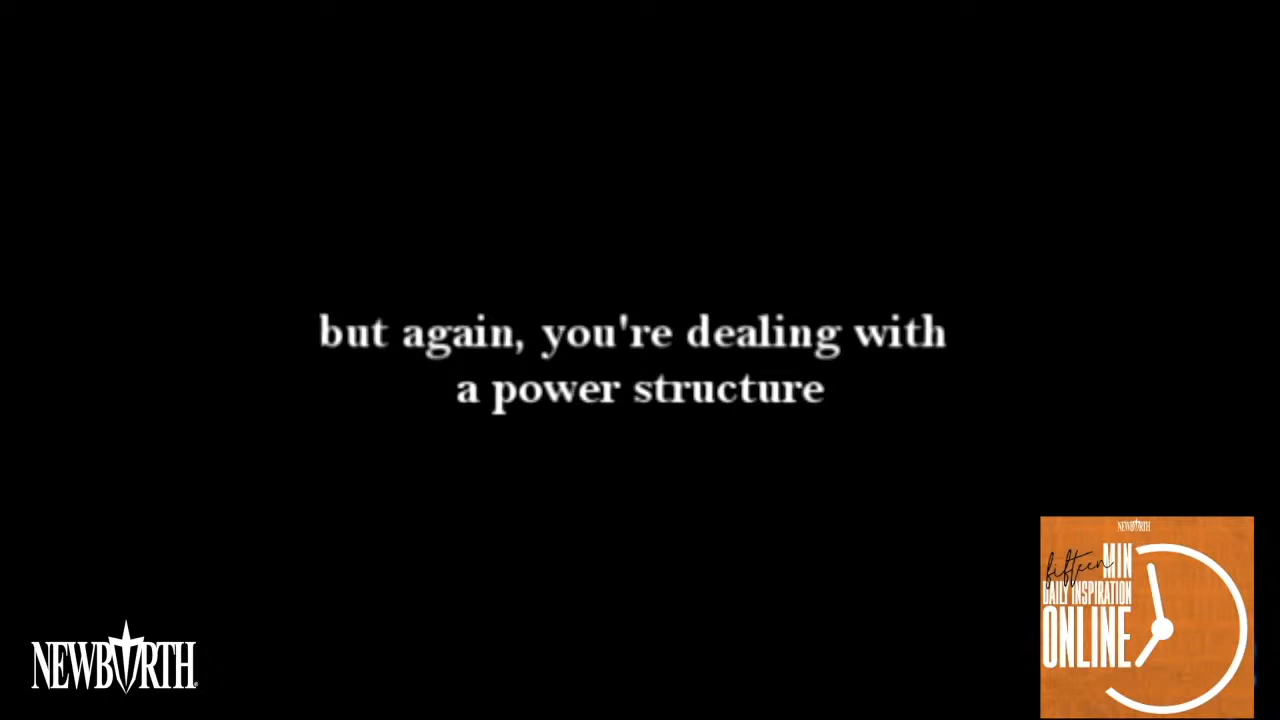 but again, you're dealing with
a power structure
NEWBIRTH
fifteen MIN
DAILY INSPIRATION
ONLINE
NEWBIRTH